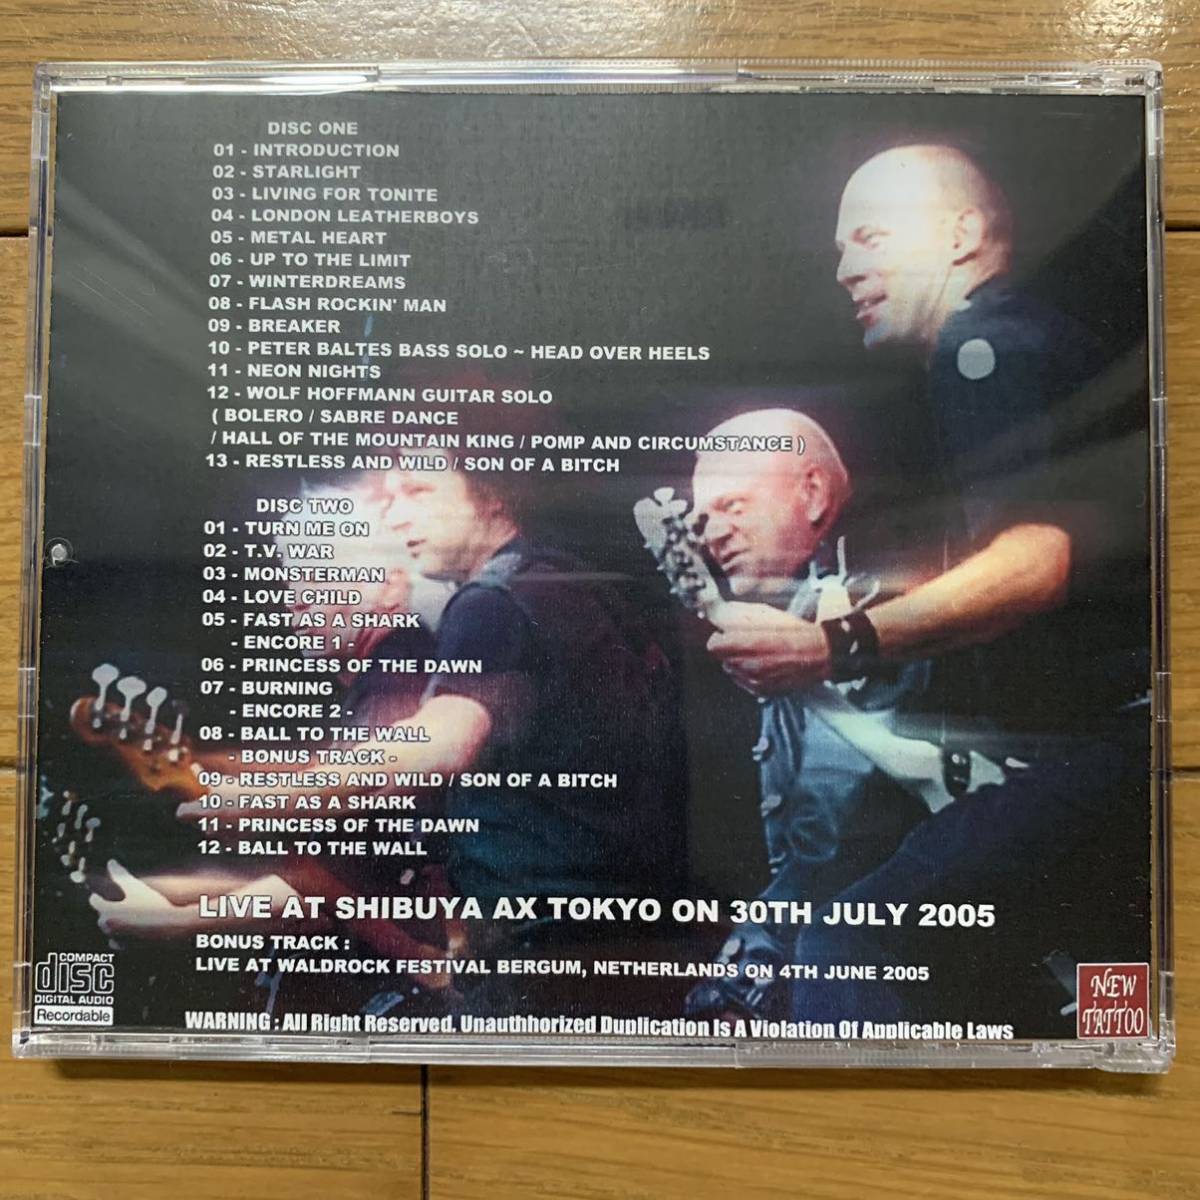 DISC ONE
01 - INTRODUCTION
02 - STARLIGHT
03 - LIVING FOR TONITE
04 - LONDON LEATHERBOYS
05 - METAL HEART
06 - UP TO THE LIMIT
07 - WINTERDREAMS
08 - FLASH ROCKIN' MAN
09 - BREAKER
10 - PETER BALTES BASS SOLO ~ HEAD OVER HEELS
11 - NEON NIGHTS
12 - WOLF HOFFMANN GUITAR SOLO
( BOLERO / SABRE DANCE
/ HALL OF THE MOUNTAIN KING / POMP AND CIRCUMSTANCE )
13 - RESTLESS AND WILD / SON OF A BITCH
DISC TWO
01 - TURN ME ON
02 - T.V. WAR
03 - MONSTERMAN
04 - LOVE CHILD
05 - FAST AS A SHARK
- ENCORE 1 -
06 - PRINCESS OF THE DAWN
07 - BURNING
- ENCORE 2 -
08 - BALL TO THE WALL
- BONUS TRACK -
09 - RESTLESS AND WILD / SON OF A BITCH
10 - FAST AS A SHARK
11 - PRINCESS OF THE DAWN
12 - BALL TO THE WALL
LIVE AT SHIBUYA AX TOKYO ON 30TH JULY 2005
BONUS TRACK :
LIVE AT WALDROCK FESTIVAL BERGUM, NETHERLANDS ON 4TH JUNE 2005
COMPACT
disc
DIGITAL AUDIO
Recordable
WARNING : All Right Reserved. Unauthhorized Duplication Is A Violation Of Applicable Laws
NEW
TATTOO